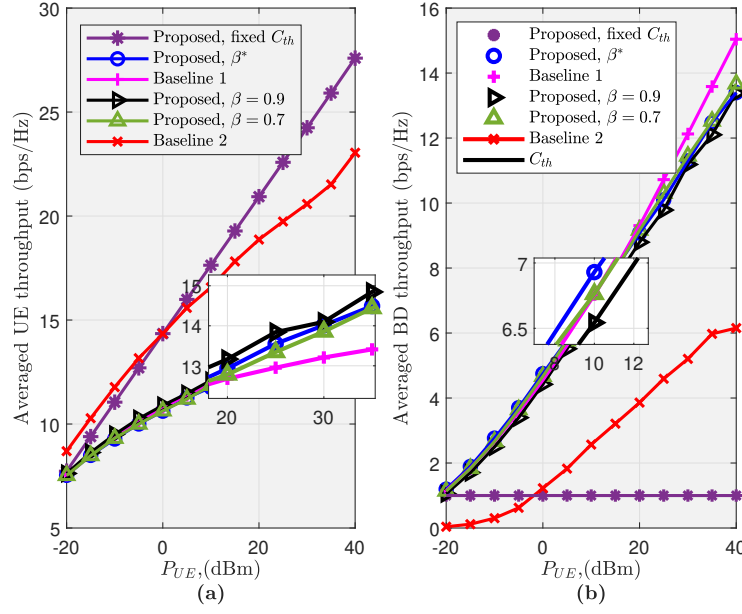 30
25
20
15
10
5
Averaged UE throughput (bps/Hz)
Proposed, fixed C_th
Proposed, β*
Baseline 1
Proposed, β = 0.9
Proposed, β = 0.7
Baseline 2
15
14
13
20 30
-20 0 20 40
P_UE,(dBm)
(a)
16
14
12
10
8
6
4
2
0
Averaged BD throughput (bps/Hz)
Proposed, fixed C_th
Proposed, β*
Baseline 1
Proposed, β = 0.9
Proposed, β = 0.7
Baseline 2
C_th
7
6.5
8 10 12
-20 0 20 40
P_UE,(dBm)
(b)